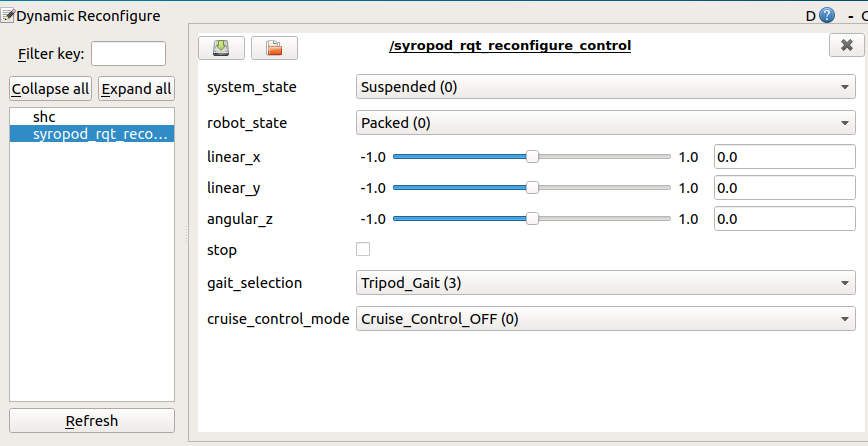 Dynamic Reconfigure
D ? - C
Filter key:
Collapse all Expand all
shc
syropod_rqt_reco...
Refresh
/syropod_rqt_reconfigure_control
system_state Suspended (0)
robot_state Packed (0)
linear_x -1.0 1.0 0.0
linear_y -1.0 1.0 0.0
angular_z -1.0 1.0 0.0
stop
gait_selection Tripod_Gait (3)
cruise_control_mode Cruise_Control_OFF (0)